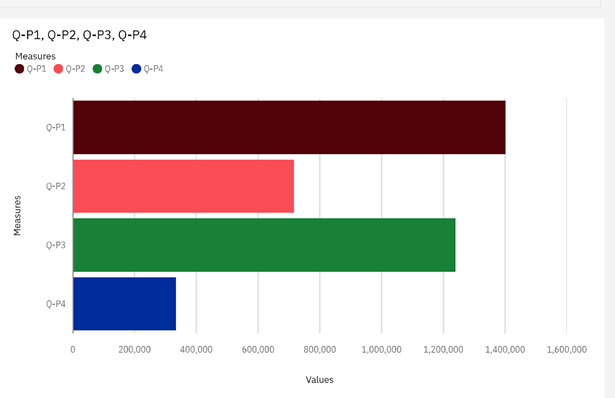 Q-P1, Q-P2, Q-P3, Q-P4
Measures
Q-P1 Q-P2 Q-P3 Q-P4
Measures
Q-P1
Q-P2
Q-P3
Q-P4
0 200,000 400,000 600,000 800,000 1,000,000 1,200,000 1,400,000 1,600,000
Values